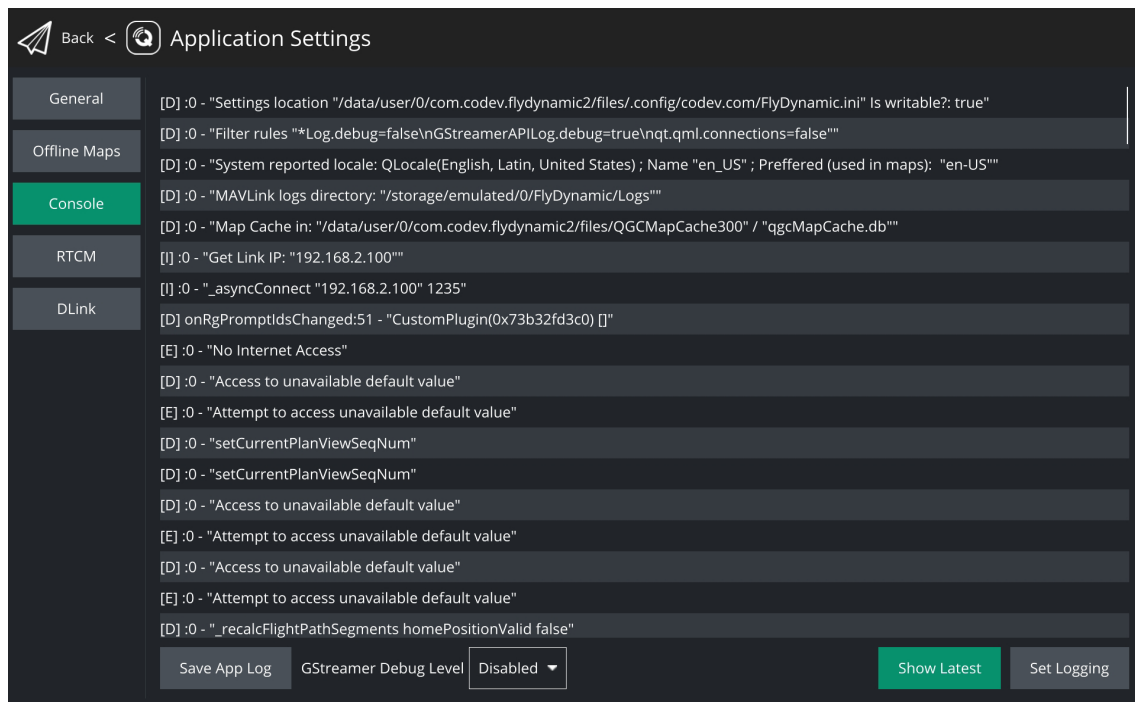 Back < Application Settings
General
Offline Maps
Console
RTCM
DLink
[D] :0 - "Settings location "/data/user/0/com.codev.flydynamic2/files/.config/codev.com/FlyDynamic.ini" Is writable?: true"
[D] :0 - "Filter rules "*Log.debug=false\nGStreamerAPILog.debug=true\nqt.qml.connections=false""
[D] :0 - "System reported locale: QLocale(English, Latin, United States) ; Name "en_US" ; Preffered (used in maps):  "en-US""
[D] :0 - "MAVLink logs directory: "/storage/emulated/0/FlyDynamic/Logs""
[D] :0 - "Map Cache in: "/data/user/0/com.codev.flydynamic2/files/QGCMapCache300" / "qgcMapCache.db""
[I] :0 - "Get Link IP: "192.168.2.100""
[I] :0 - "_asyncConnect "192.168.2.100" 1235"
[D] onRgPromptIdsChanged:51 - "CustomPlugin(0x73b32fd3c0) []"
[E] :0 - "No Internet Access"
[D] :0 - "Access to unavailable default value"
[E] :0 - "Attempt to access unavailable default value"
[D] :0 - "setCurrentPlanViewSeqNum"
[D] :0 - "setCurrentPlanViewSeqNum"
[D] :0 - "Access to unavailable default value"
[E] :0 - "Attempt to access unavailable default value"
[D] :0 - "Access to unavailable default value"
[E] :0 - "Attempt to access unavailable default value"
[D] :0 - "_recalcFlightPathSegments homePositionValid false"
Save App Log GStreamer Debug Level Disabled Show Latest Set Logging